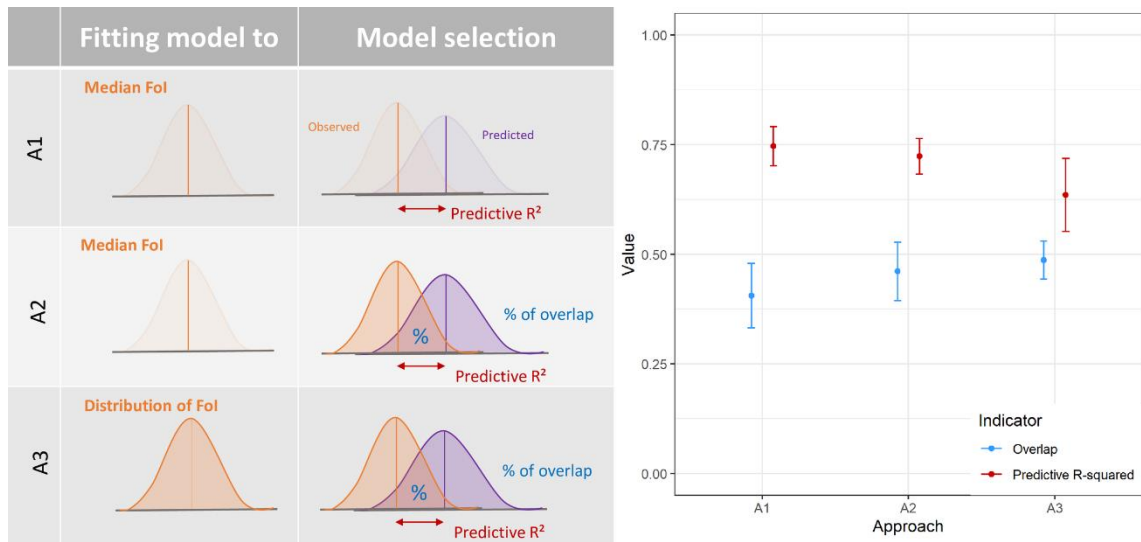 Fitting model to
Model selection
A1
Median FoI
Observed
Predicted
Predictive R²
A2
Median FoI
%
% of overlap
Predictive R²
A3
Distribution of FoI
%
% of overlap
Predictive R²
1.00
0.75
0.50
0.25
0.00
Value
A1
A2
A3
Approach
Indicator
Overlap
Predictive R-squared